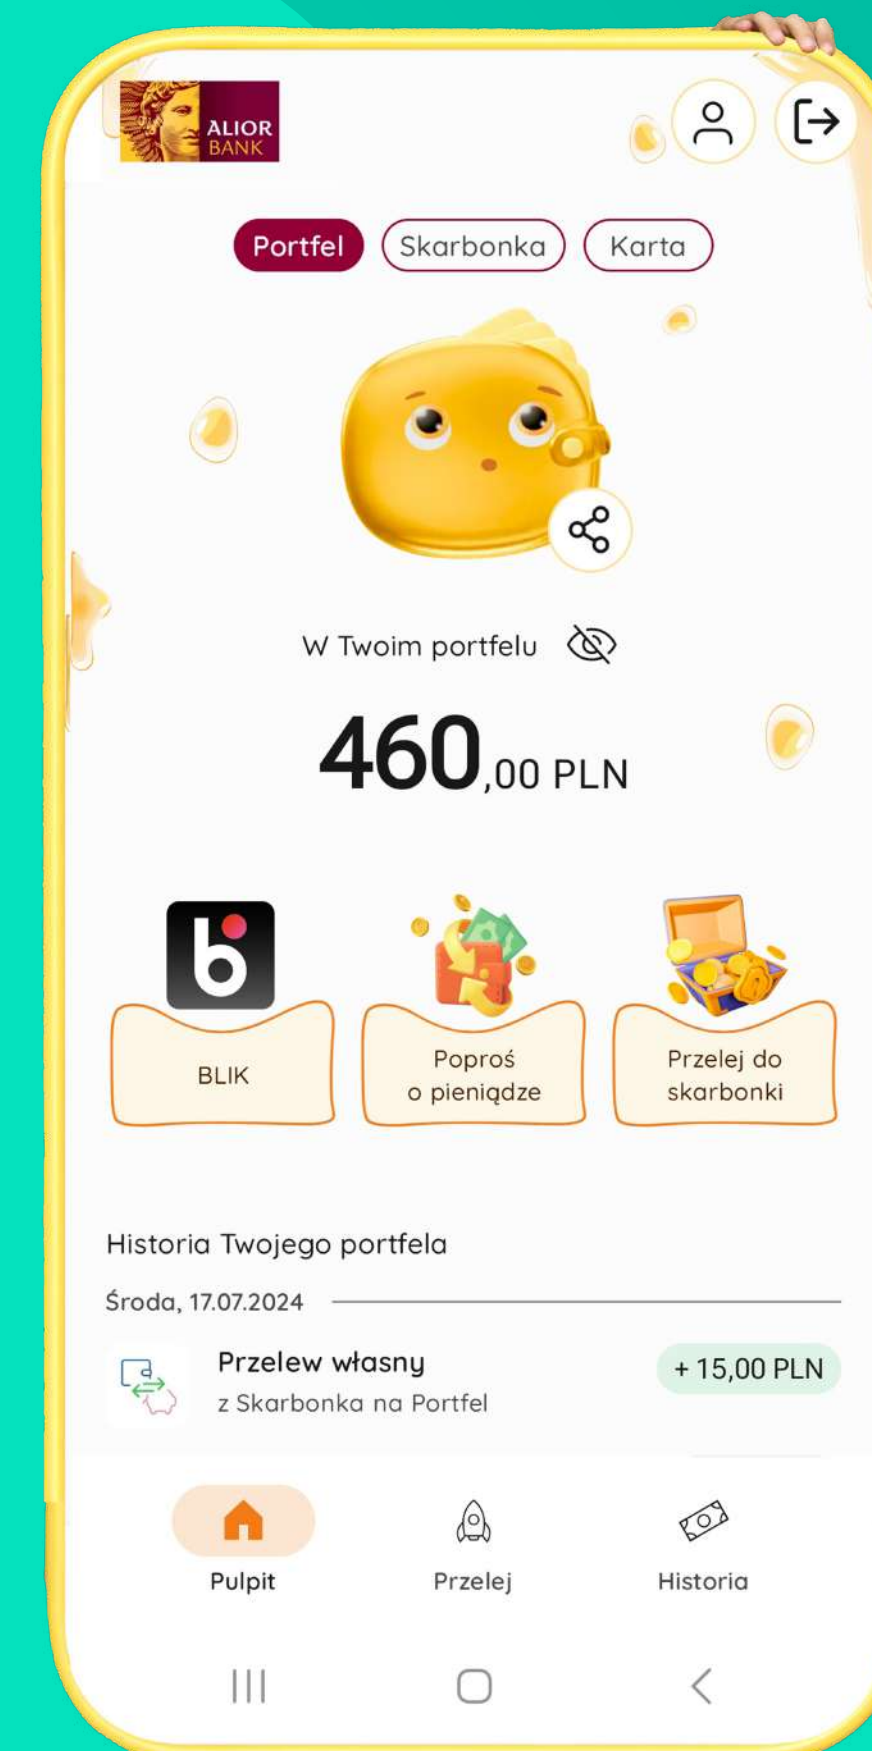 ALIOR
BANK
Portfel
Skarbonka
Karta
W Twoim portfelu
460,00 PLN
BLIK
Poproś
o pieniądze
Przelej do
skarbonki
Historia Twojego portfela
Środa, 17.07.2024
Przelew własny
+ 15,00 PLN
z Skarbonka na Portfel
Pulpit
Przelej
Historia